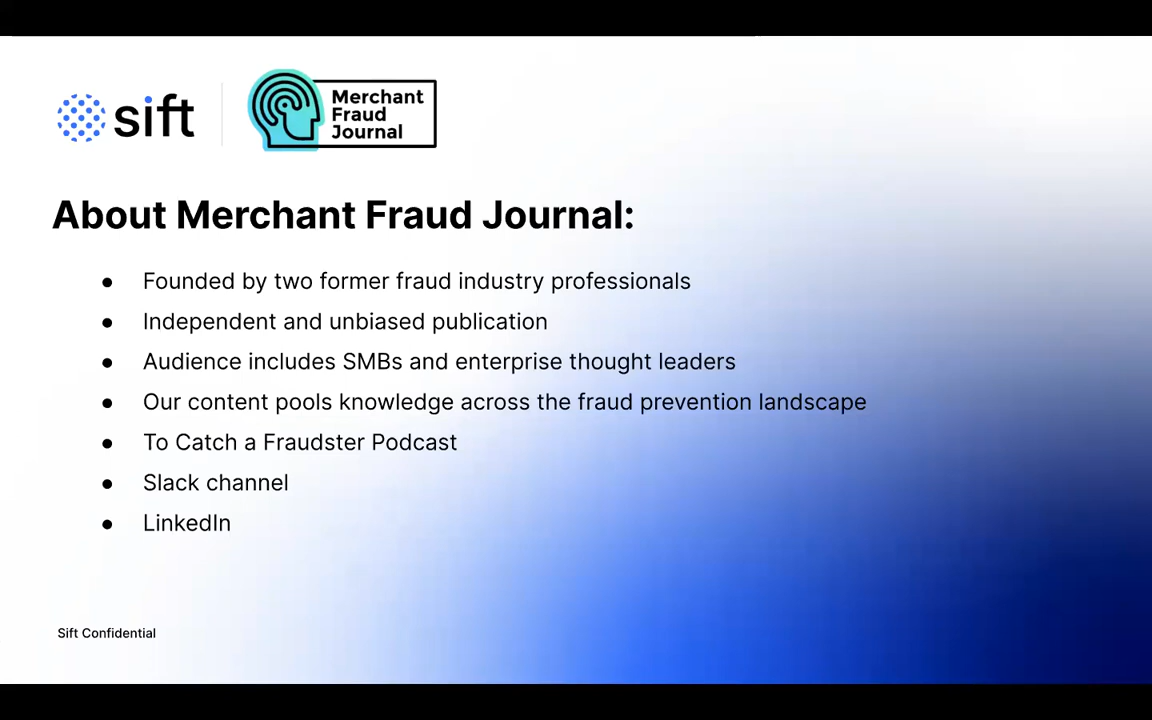 sift
Merchant
Fraud
Journal
About Merchant Fraud Journal:
● Founded by two former fraud industry professionals
● Independent and unbiased publication
● Audience includes SMBs and enterprise thought leaders
● Our content pools knowledge across the fraud prevention landscape
● To Catch a Fraudster Podcast
● Slack channel
● LinkedIn
Sift Confidential